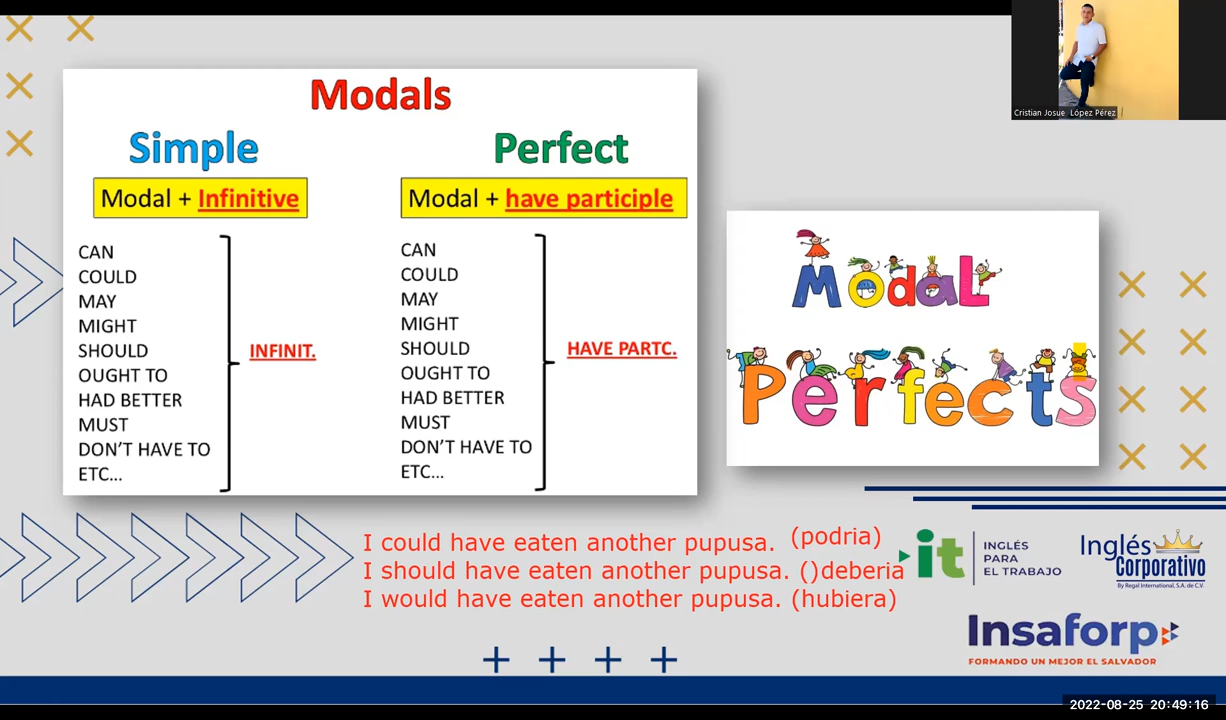 Cristian Josue López Pérez
Modals
Simple
Modal + Infinitive
CAN
COULD
MAY
MIGHT
SHOULD
OUGHT TO
HAD BETTER
MUST
DON'T HAVE TO
ETC...
INFINIT.
Perfect
Modal + have participle
CAN
COULD
MAY
MIGHT
SHOULD
OUGHT TO
HAD BETTER
MUST
DON'T HAVE TO
ETC...
HAVE PARTC.
Modal
Perfects
I could have eaten another pupusa. (podria)
I should have eaten another pupusa. ()deberia
I would have eaten another pupusa. (hubiera)
it
INGLÉS
PARA
EL TRABAJO
Inglés
Corporativo
By Regal International, S.A. de C.V.
Insaforp
FORMANDO UN MEJOR EL SALVADOR
2022-08-25 20:49:16